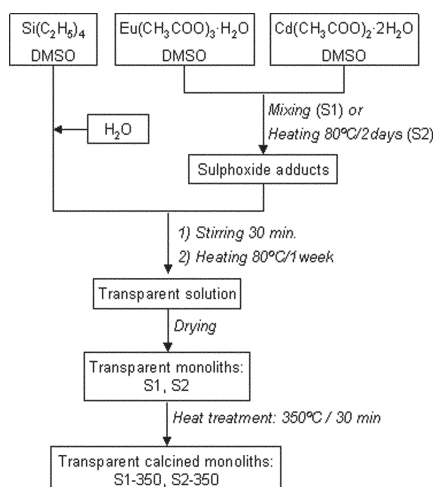 Si(C₂H₅)₄
DMSO
Eu(CH₃COO)₃·H₂O
DMSO
Cd(CH₃COO)₂·2H₂O
DMSO
Mixing (S1) or
Heating 80ºC/2days (S2)
H₂O
Sulphoxide adducts
1) Stirring 30 min.
2) Heating 80ºC/1week
Transparent solution
Drying
Transparent monoliths:
S1, S2
Heat treatment: 350ºC / 30 min
Transparent calcined monoliths:
S1-350, S2-350